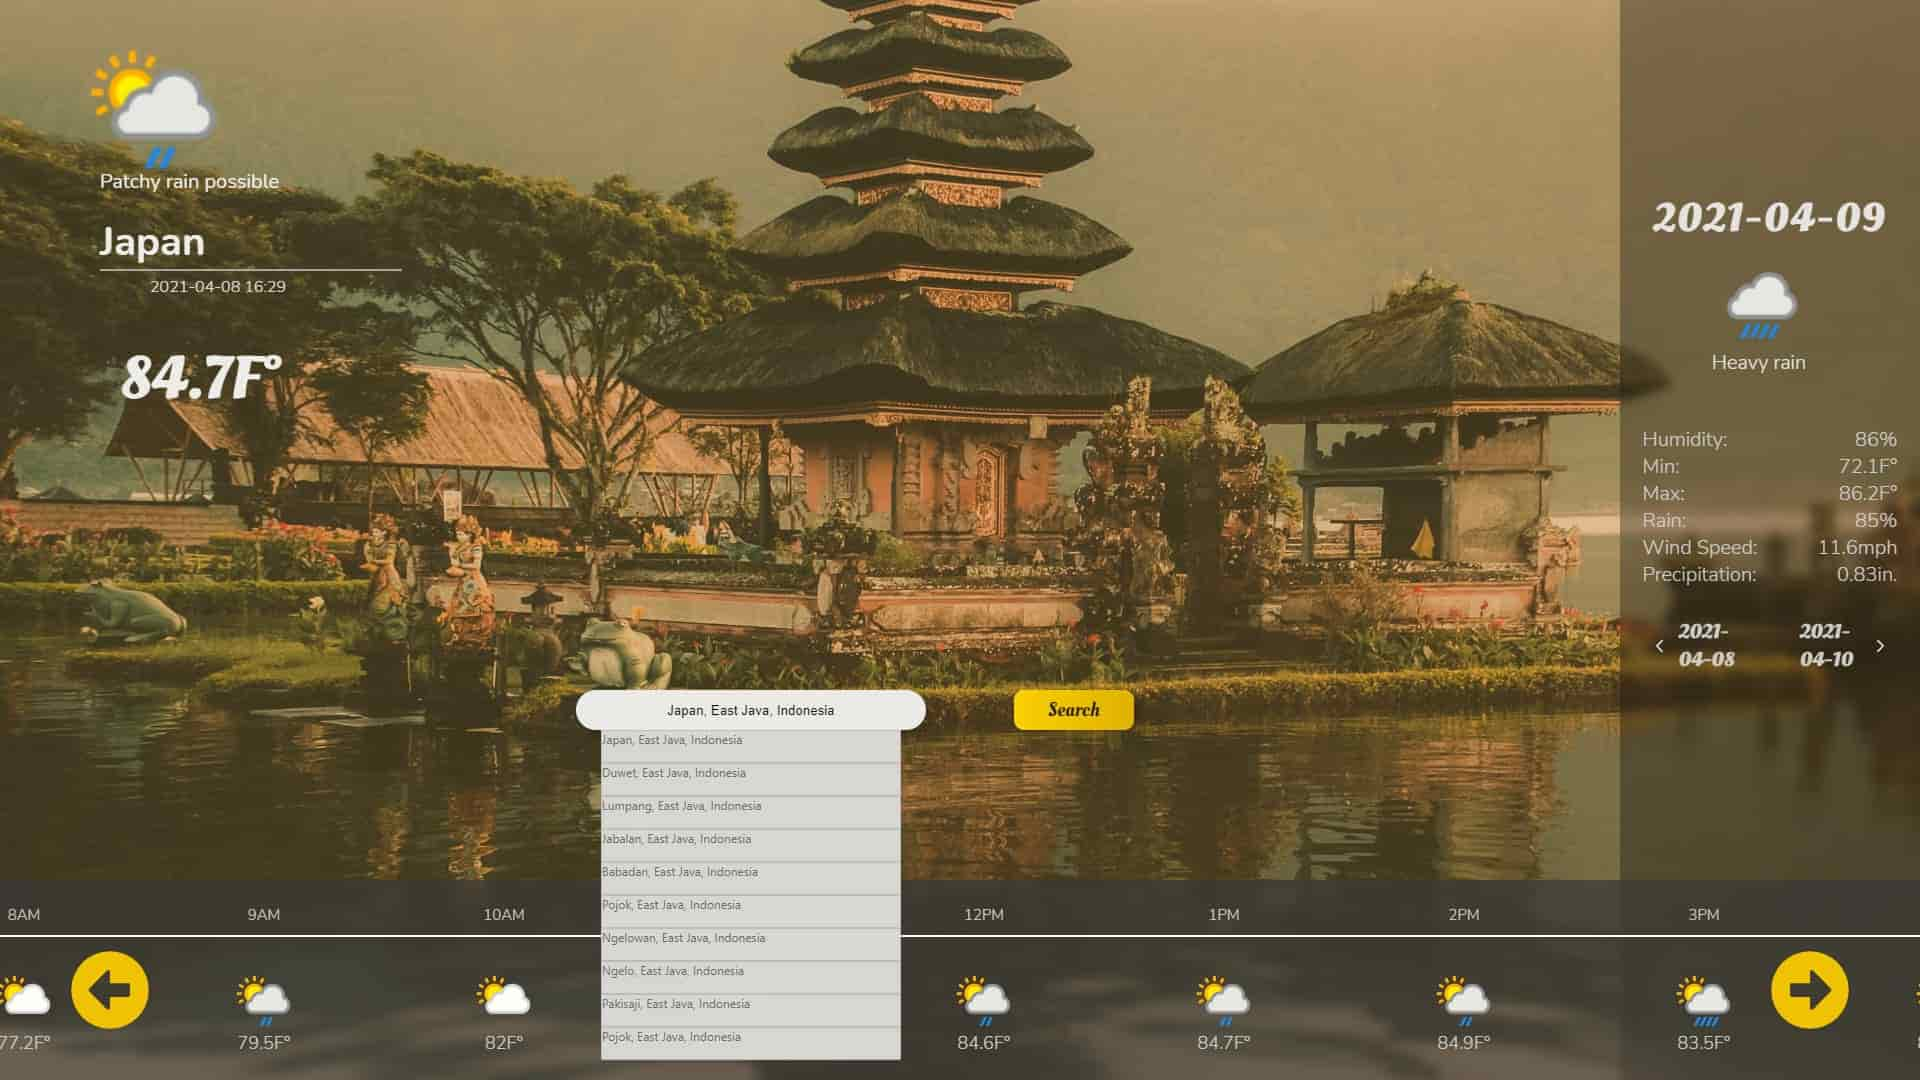 Patchy rain possible
Japan
2021-04-08 16:29
84.7F°
2021-04-09
Heavy rain
Humidity: 86%
Min: 72.1F°
Max: 86.2F°
Rain: 85%
Wind Speed: 11.6mph
Precipitation: 0.83in.
2021-
04-08
2021-
04-10
Japan, East Java, Indonesia
Search
Japan, East Java, Indonesia
Duwet, East Java, Indonesia
Lumpang, East Java, Indonesia
Jabalan, East Java, Indonesia
Babadan, East Java, Indonesia
Pojok, East Java, Indonesia
Ngelowan, East Java, Indonesia
Ngelo, East Java, Indonesia
Pakisaji, East Java, Indonesia
Pojok, East Java, Indonesia
8AM 9AM 10AM 12PM 1PM 2PM 3PM
77.2F° 79.5F° 82F° 84.6F° 84.7F° 84.9F° 83.5F°